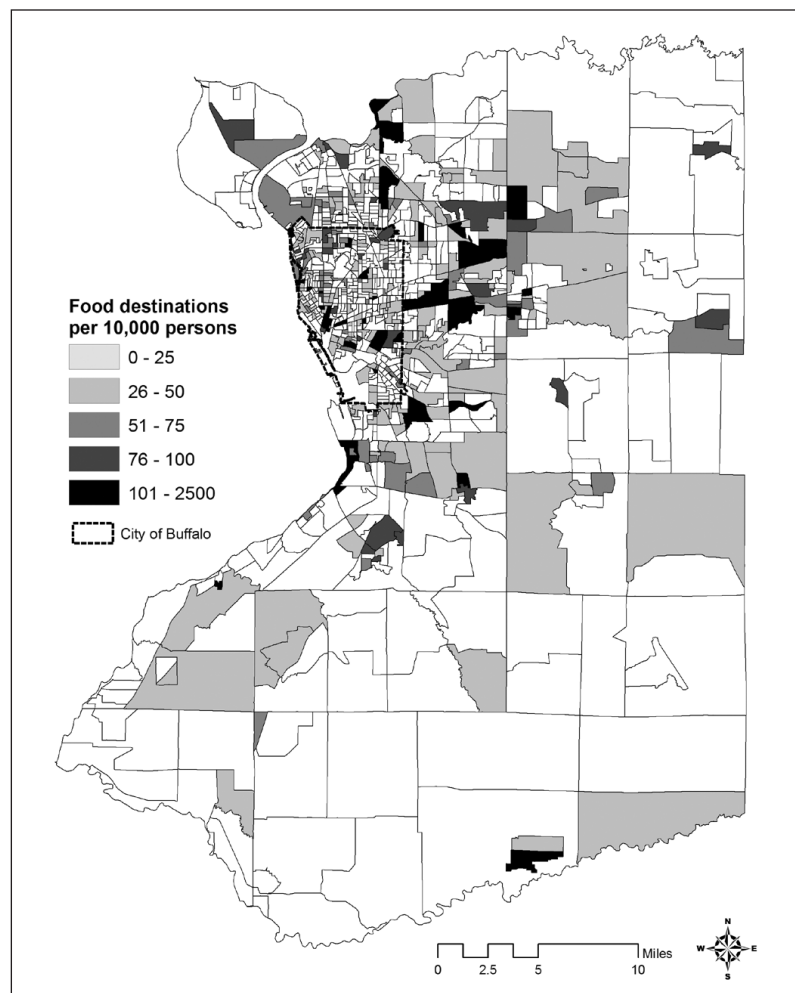 Food destinations
per 10,000 persons
0 - 25
26 - 50
51 - 75
76 - 100
101 - 2500
City of Buffalo
N
W E
S
Miles
0 2.5 5 10